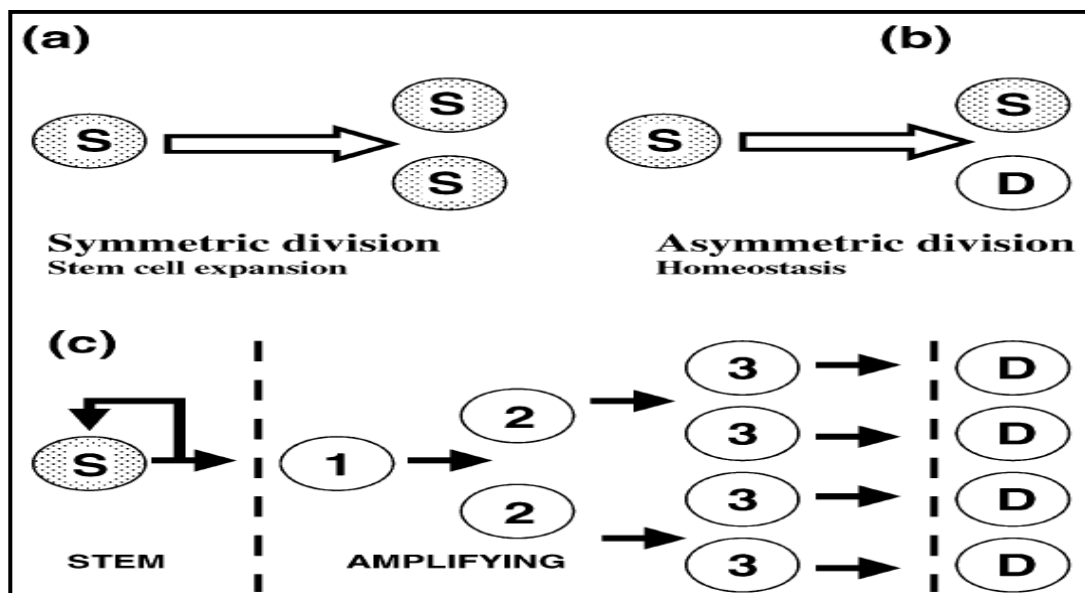 (a)
(b)
S
S
S
S
S
D
Symmetric division
Stem cell expansion
Asymmetric division
Homeostasis
(c)
S
1
2
2
3
3
3
3
D
D
D
D
STEM
AMPLIFYING